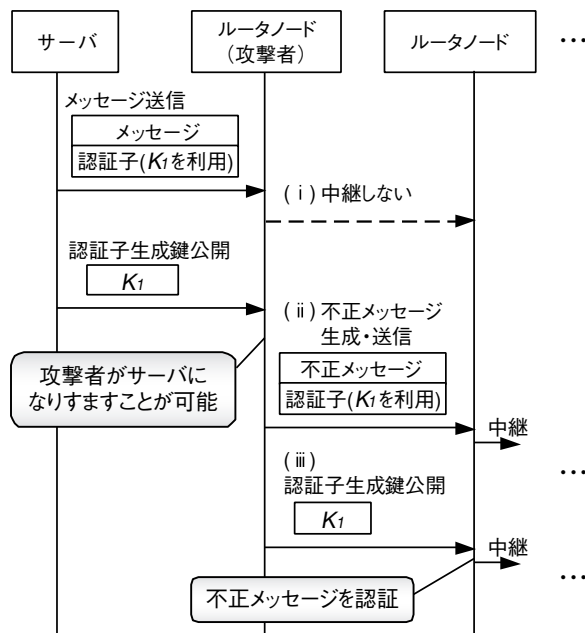 サーバ
ルータノード
(攻撃者)
ルータノード
…
メッセージ送信
メッセージ
認証子(K1を利用)
(ⅰ)中継しない
認証子生成鍵公開
K1
(ⅱ)不正メッセージ
生成・送信
不正メッセージ
認証子(K1を利用)
攻撃者がサーバに
なりすますことが可能
中継
…
(ⅲ)
認証子生成鍵公開
K1
中継
…
不正メッセージを認証